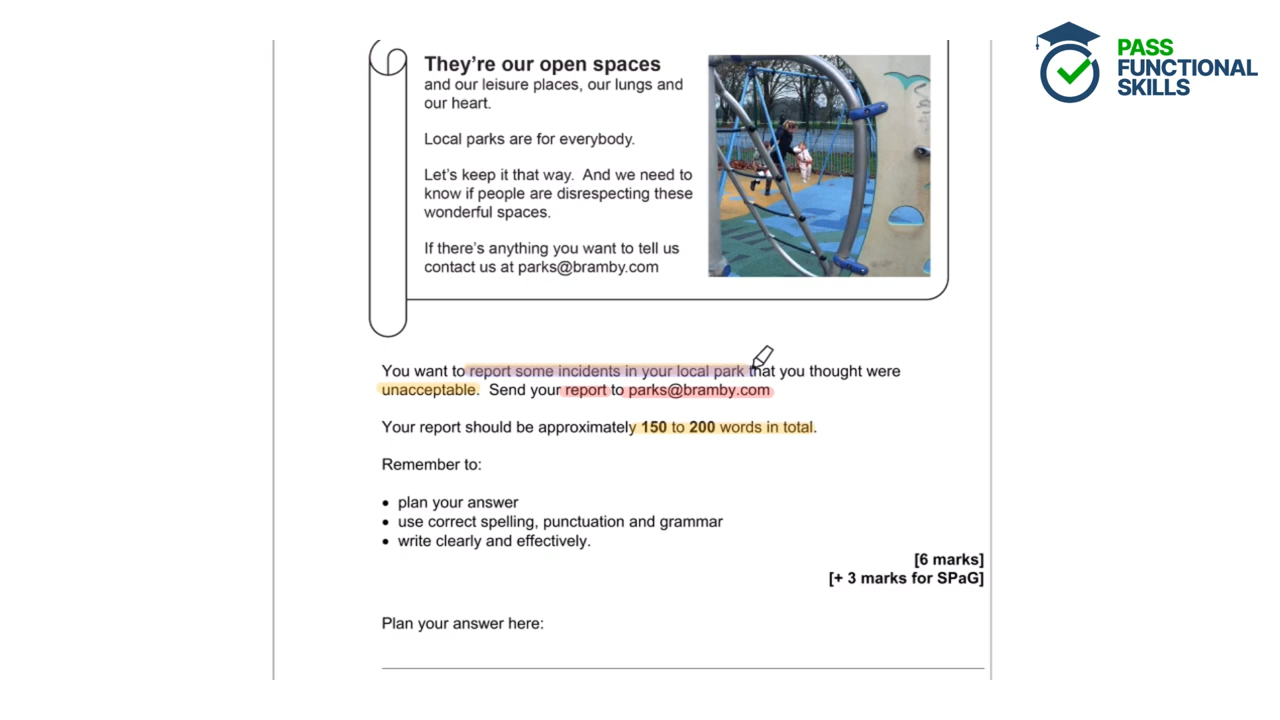 PASS
FUNCTIONAL
SKILLS
They’re our open spaces
and our leisure places, our lungs and
our heart.
Local parks are for everybody.
Let’s keep it that way.  And we need to
know if people are disrespecting these
wonderful spaces.
If there’s anything you want to tell us
contact us at parks@bramby.com
You want to report some incidents in your local park that you thought were
unacceptable.  Send your report to parks@bramby.com
Your report should be approximately 150 to 200 words in total.
Remember to:
• plan your answer
• use correct spelling, punctuation and grammar
• write clearly and effectively.
[6 marks]
[+ 3 marks for SPaG]
Plan your answer here: